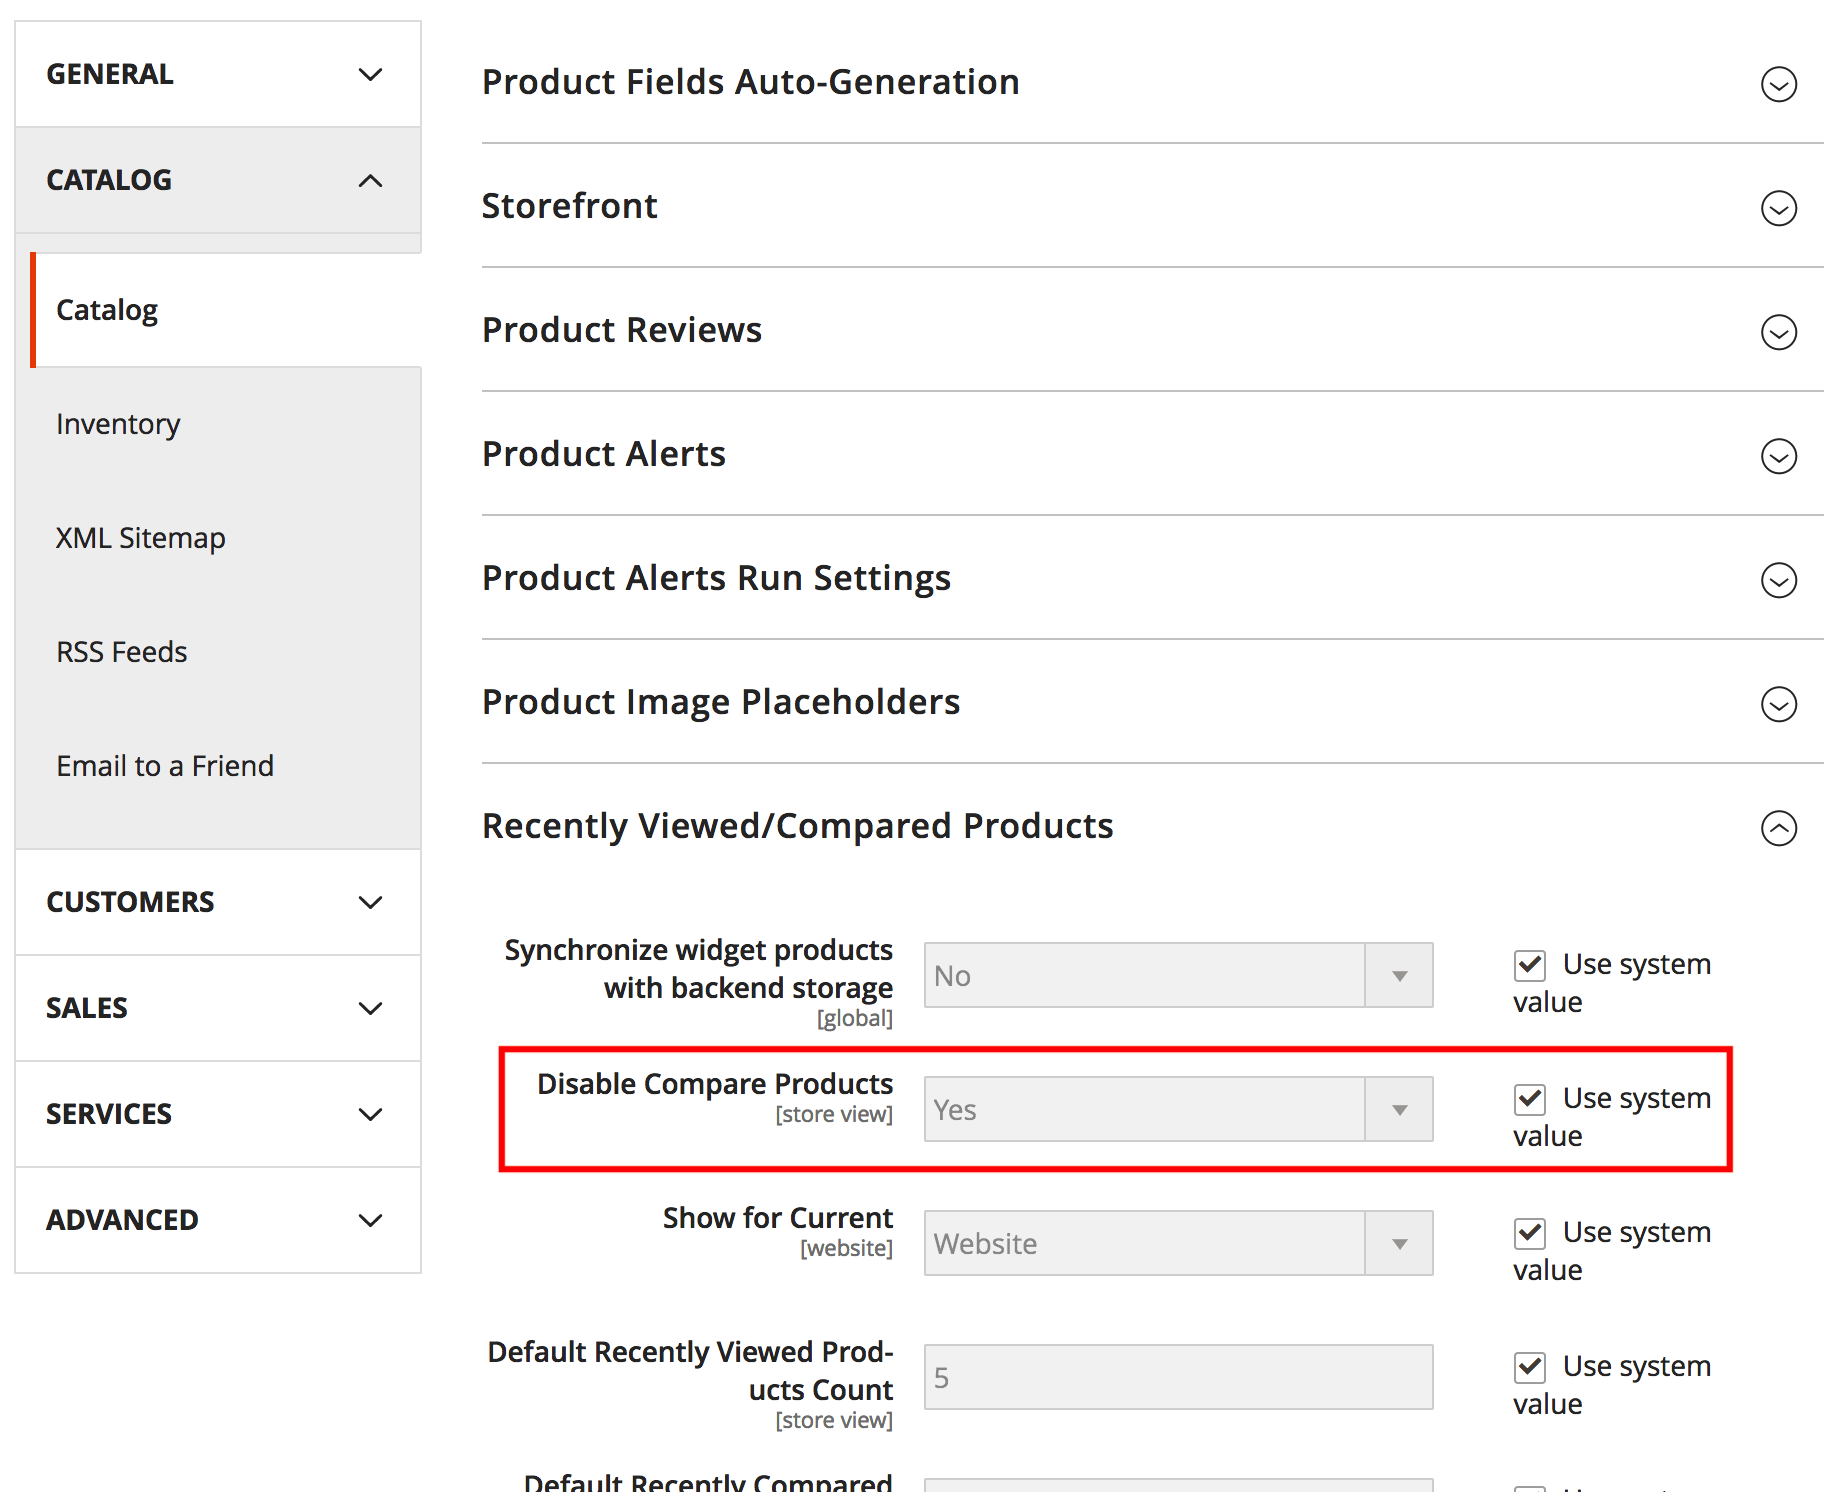 GENERAL
CATALOG
Catalog
Inventory
XML Sitemap
RSS Feeds
Email to a Friend
CUSTOMERS
SALES
SERVICES
ADVANCED
Product Fields Auto-Generation
Storefront
Product Reviews
Product Alerts
Product Alerts Run Settings
Product Image Placeholders
Recently Viewed/Compared Products
Synchronize widget products
with backend storage
[global]
No
Use system
value
Disable Compare Products
[store view]
Yes
Use system
value
Show for Current
[website]
Website
Use system
value
Default Recently Viewed Prod-
ucts Count
[store view]
5
Use system
value
Default Recently Compared